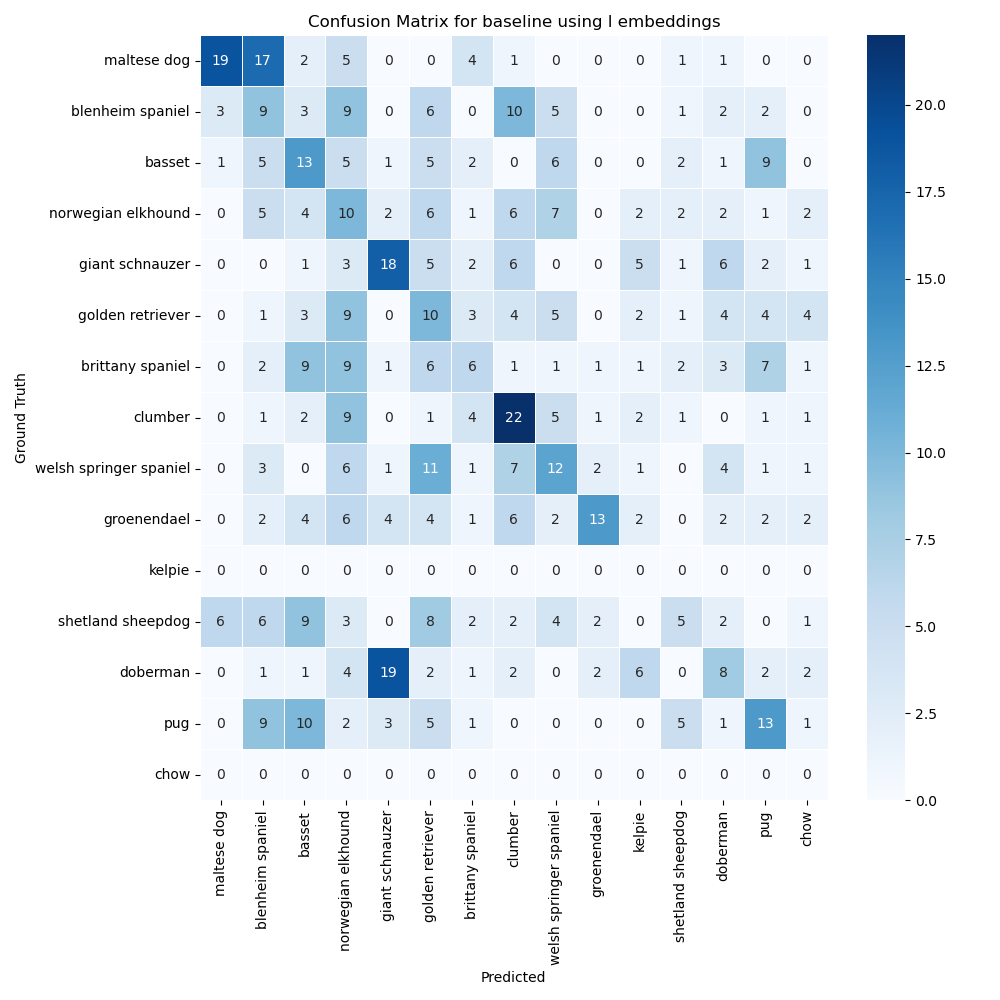 Confusion Matrix for baseline using l embeddings
Ground Truth
maltese dog 19 17 2 5 0 0 4 1 0 0 0 1 1 0 0
blenheim spaniel 3 9 3 9 0 6 0 10 5 0 0 1 2 2 0
basset 1 5 13 5 1 5 2 0 6 0 0 2 1 9 0
norwegian elkhound 0 5 4 10 2 6 1 6 7 0 2 2 2 1 2
giant schnauzer 0 0 1 3 18 5 2 6 0 0 5 1 6 2 1
golden retriever 0 1 3 9 0 10 3 4 5 0 2 1 4 4 4
brittany spaniel 0 2 9 9 1 6 6 1 1 1 1 2 3 7 1
clumber 0 1 2 9 0 1 4 22 5 1 2 1 0 1 1
welsh springer spaniel 0 3 0 6 1 11 1 7 12 2 1 0 4 1 1
groenendael 0 2 4 6 4 4 1 6 2 13 2 0 2 2 2
kelpie 0 0 0 0 0 0 0 0 0 0 0 0 0 0 0
shetland sheepdog 6 6 9 3 0 8 2 2 4 2 0 5 2 0 1
doberman 0 1 1 4 19 2 1 2 0 2 6 0 8 2 2
pug 0 9 10 2 3 5 1 0 0 0 0 5 1 13 1
chow 0 0 0 0 0 0 0 0 0 0 0 0 0 0 0
maltese dog
blenheim spaniel
basset
norwegian elkhound
giant schnauzer
golden retriever
brittany spaniel
clumber
welsh springer spaniel
groenendael
kelpie
shetland sheepdog
doberman
pug
chow
Predicted
20.0
17.5
15.0
12.5
10.0
7.5
5.0
2.5
0.0